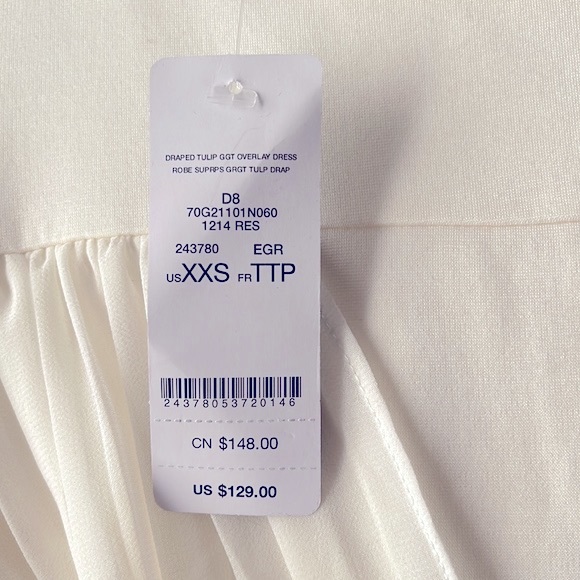 DRAPED TULIP GGT OVERLAY DRESS
ROBE SUPRPS GRGT TULP DRAP
D8
70G21101N060
1214 RES
243780 EGR
USXXS FRTTP
24378053720146
CN $148.00
US $129.00